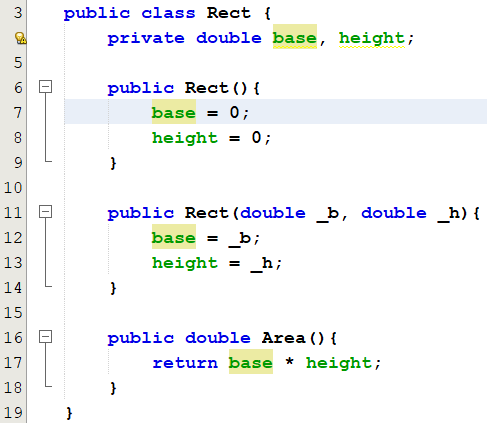 3 public class Rect {
private double base, height;
5
6 public Rect(){
7 base = 0;
8 height = 0;
9 }
10
11 public Rect(double _b, double _h){
12 base = _b;
13 height = _h;
14 }
15
16 public double Area(){
17 return base * height;
18 }
19 }